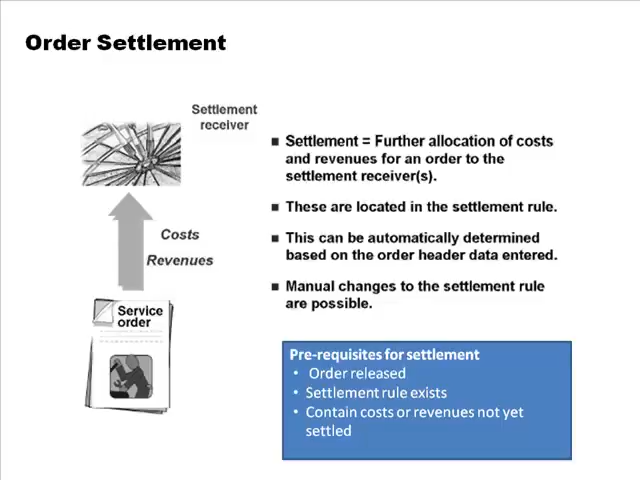 Order Settlement
Settlement
receiver
Costs
Revenues
Service
order
■ Settlement = Further allocation of costs
and revenues for an order to the
settlement receiver(s).
■ These are located in the settlement rule.
■ This can be automatically determined
based on the order header data entered.
■ Manual changes to the settlement rule
are possible.
Pre-requisites for settlement
• Order released
• Settlement rule exists
• Contain costs or revenues not yet
settled